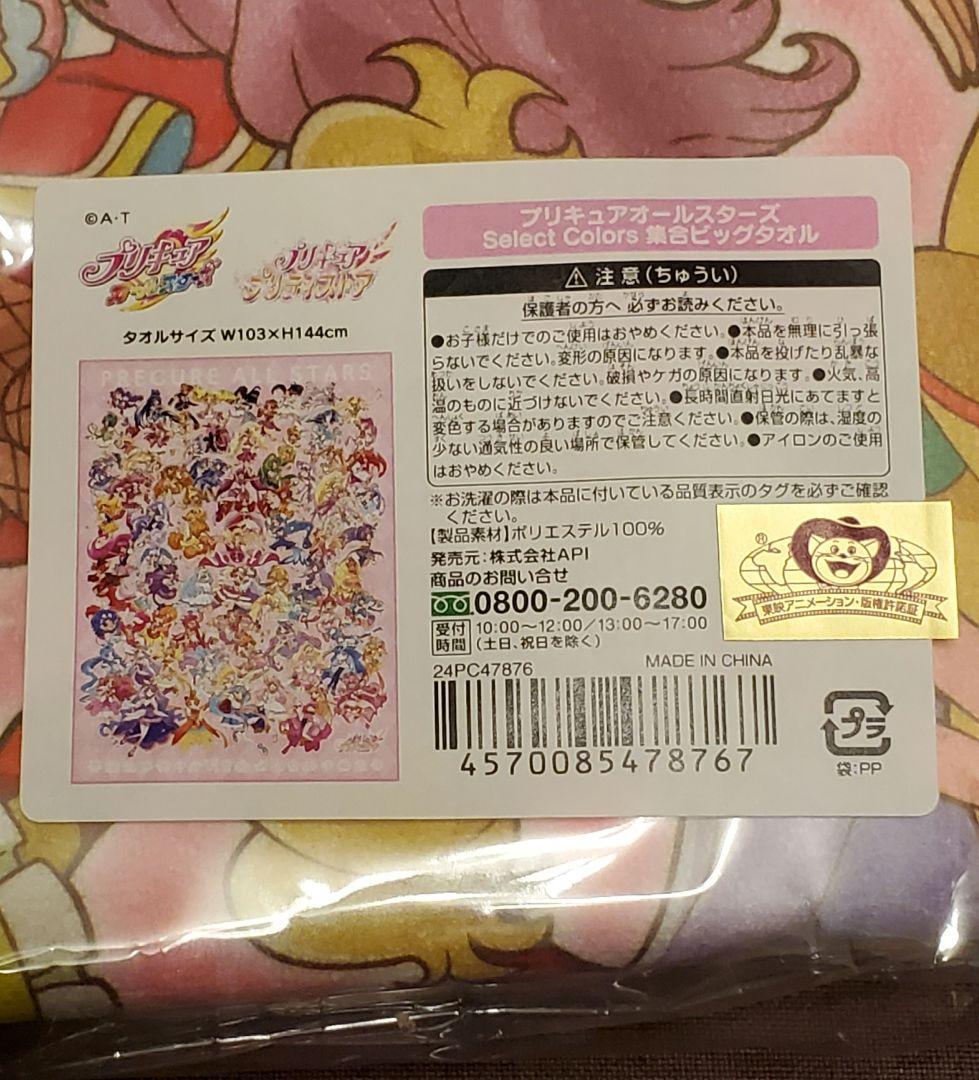 ©A・T
プリキュア
オールスターズ
プリキュア
プリティストア
タオルサイズ W103×H144cm
PRECURE ALL STARS
プリキュアオールスターズ
Select Colors 集合ビッグタオル
注意(ちゅうい)
保護者の方へ 必ずお読みください。
●お子様だけでのご使用はおやめください。●本品を無理に引っ張
らないでください。変形の原因になります。●本品を投げたり乱暴な
扱いをしないでください。破損やケガの原因になります。●火気、高
温のものに近づけないでください。●長時間直射日光にあてますと
変色する場合がありますのでご注意ください。●保管の際は、湿度の
少ない通気性の良い場所で保管してください。●アイロンのご使用
はおやめください。
※お洗濯の際は本品に付いている品質表示のタグを必ずご確認
ください。
【製品素材】ポリエステル100%
発売元:株式会社API
商品のお問い合せ
0800-200-6280
受付時間 10:00〜12:00/13:00〜17:00
(土日、祝日を除く)
24PC47876
MADE IN CHINA
4570085478767
プラ
袋:PP
®
東映アニメーション・版権許諾証